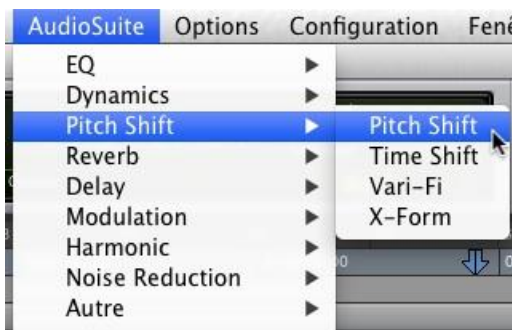 AudioSuite Options Configuration Fenê
EQ
Dynamics
Pitch Shift Pitch Shift
Reverb Time Shift
Delay Vari-Fi
Modulation X-Form
Harmonic
Noise Reduction
Autre